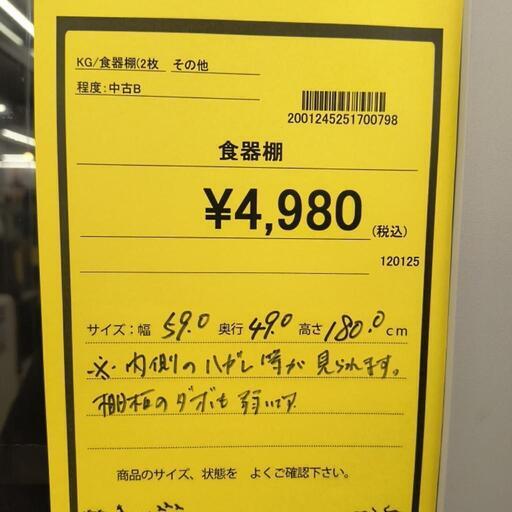 KG/食器棚(2枚 その他
程度:中古B
2001245251700798
食器棚
¥4,980(税込)
120125
サイズ:幅 59.0 奥行 49.0 高さ 180.0 cm
※内側のハガレ等が見られます。
棚板のダボも弱いです
商品のサイズ、状態を よくご確認下さい。